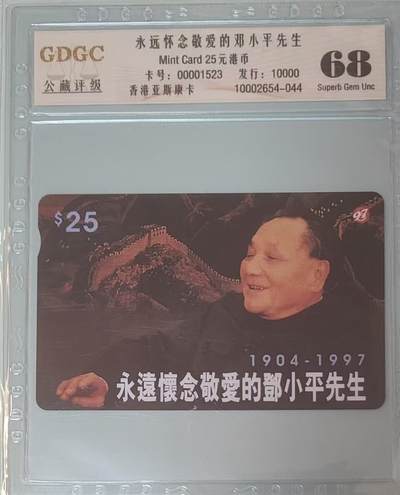 GDGC
公藏评级
永远怀念敬爱的邓小平先生
Mint Card 25元港币
卡号：00001523 发行：10000
香港亚斯康卡 10002654-044
68
Superb Gem Unc
$25
97
1904-1997
永遠懷念敬愛的鄧小平先生